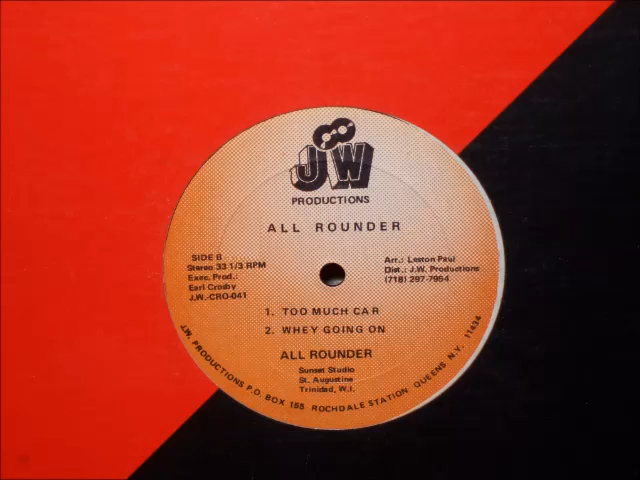 JW
PRODUCTIONS
ALL ROUNDER
SIDE B
Stereo 33 1/3 RPM
Exec. Prod.:
Earl Crosby
J.W.-CRO-041
Arr.: Leston Paul
Dist.: J.W. Productions
(718) 297-7964
1. TOO MUCH CAR
2. WHEY GOING ON
ALL ROUNDER
Sunset Studio
St. Augustine
Trinidad, W.I.
J.W. PRODUCTIONS P.O. BOX 155 ROCHDALE STATION QUEENS N.Y. 11434